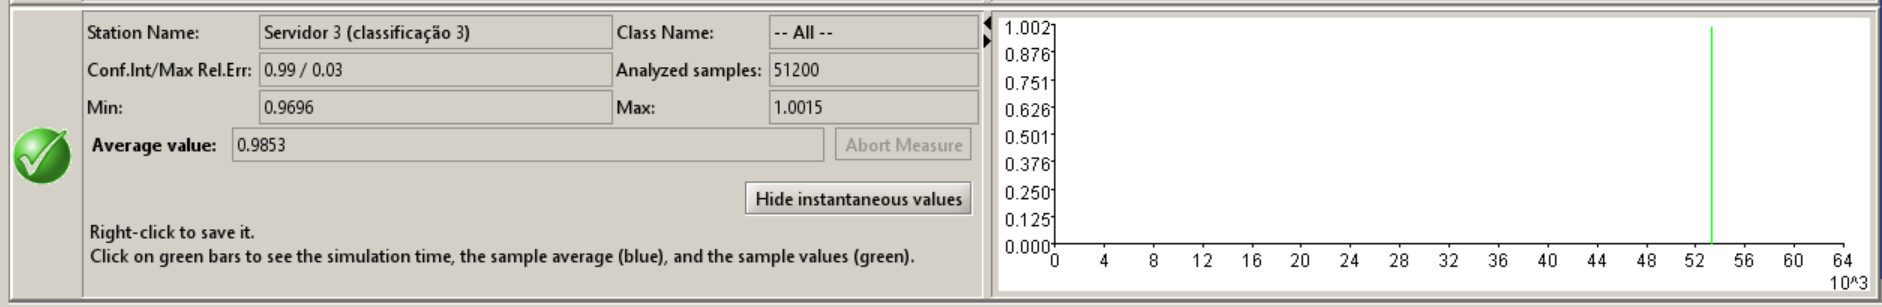 Station Name: Servidor 3 (classificação 3) Class Name: -- All --
Conf.Int/Max Rel.Err: 0.99 / 0.03 Analyzed samples: 51200
Min: 0.9696 Max: 1.0015
Average value: 0.9853 Abort Measure
Hide instantaneous values
Right-click to save it.
Click on green bars to see the simulation time, the sample average (blue), and the sample values (green).
1.002
0.876
0.751
0.626
0.501
0.376
0.250
0.125
0.000
0 4 8 12 16 20 24 28 32 36 40 44 48 52 56 60 64
10^3